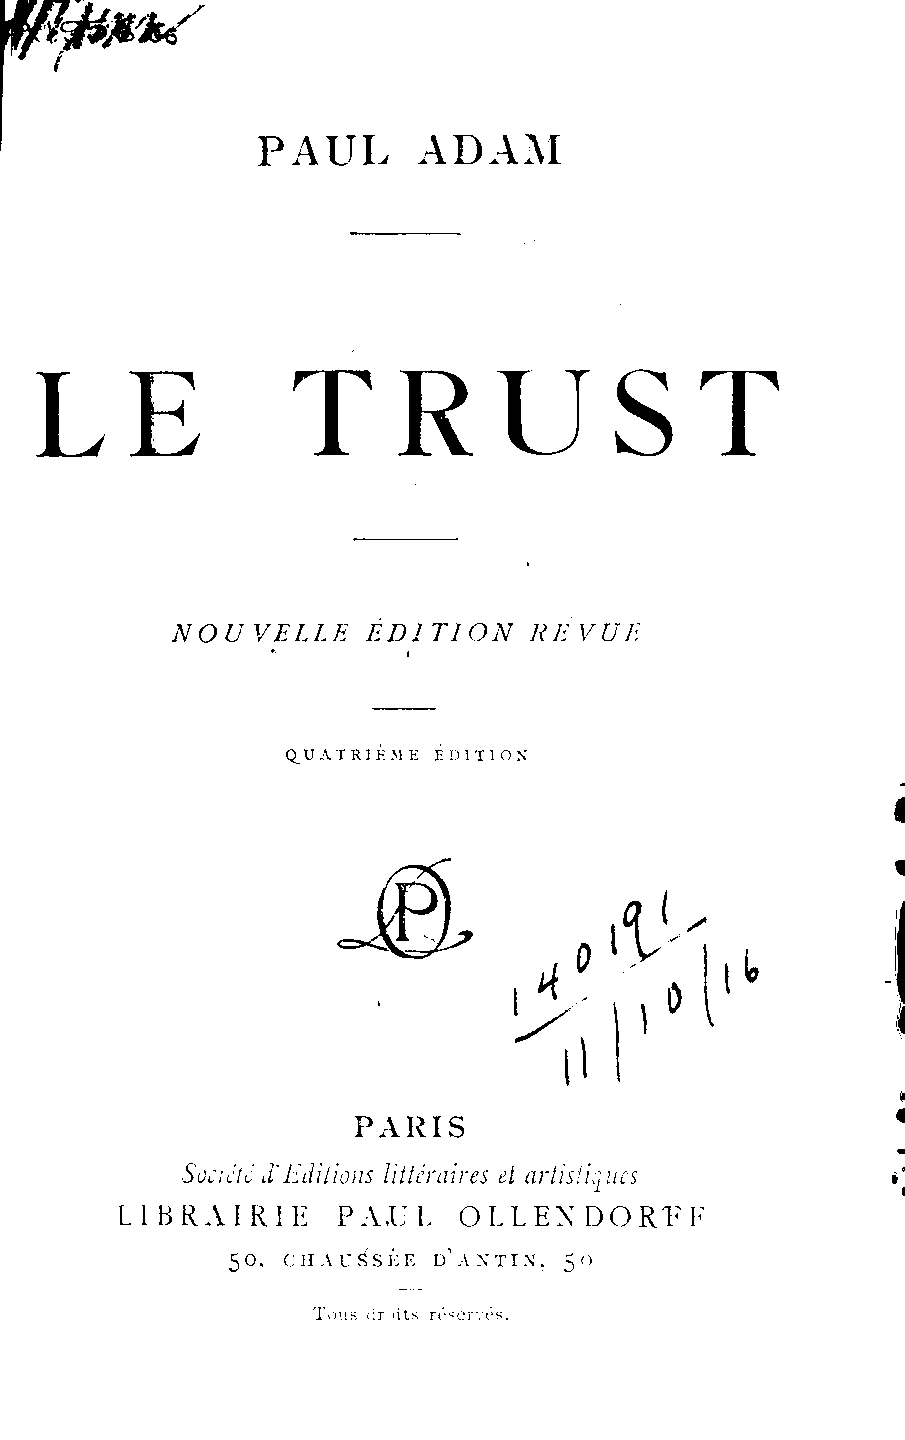 PAUL ADAM
LE TRUST
NOUVELLE ÉDITION REVUE
QUATRIÈME ÉDITION
PO
140191
11/10/16
PARIS
Société d'Editions littéraires et artistiques
LIBRAIRIE PAUL OLLENDORFF
50, CHAUSSÉE D'ANTIN, 50
Tous droits réservés.